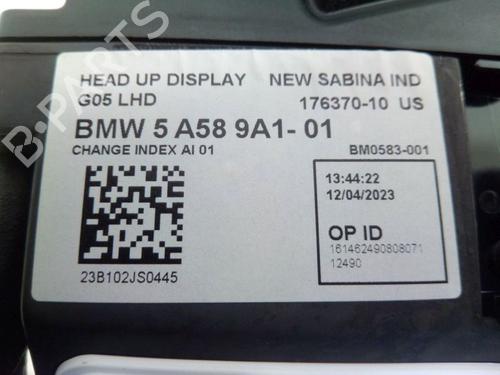 B-PARTS
HEAD UP DISPLAY NEW SABINA IND
G05 LHD 176370-10 US
BMW 5 A58 9A1- 01
CHANGE INDEX AI 01 BM0583-001
13:44:22
12/04/2023
OP ID
161462490808071
12490
23B102JS0445